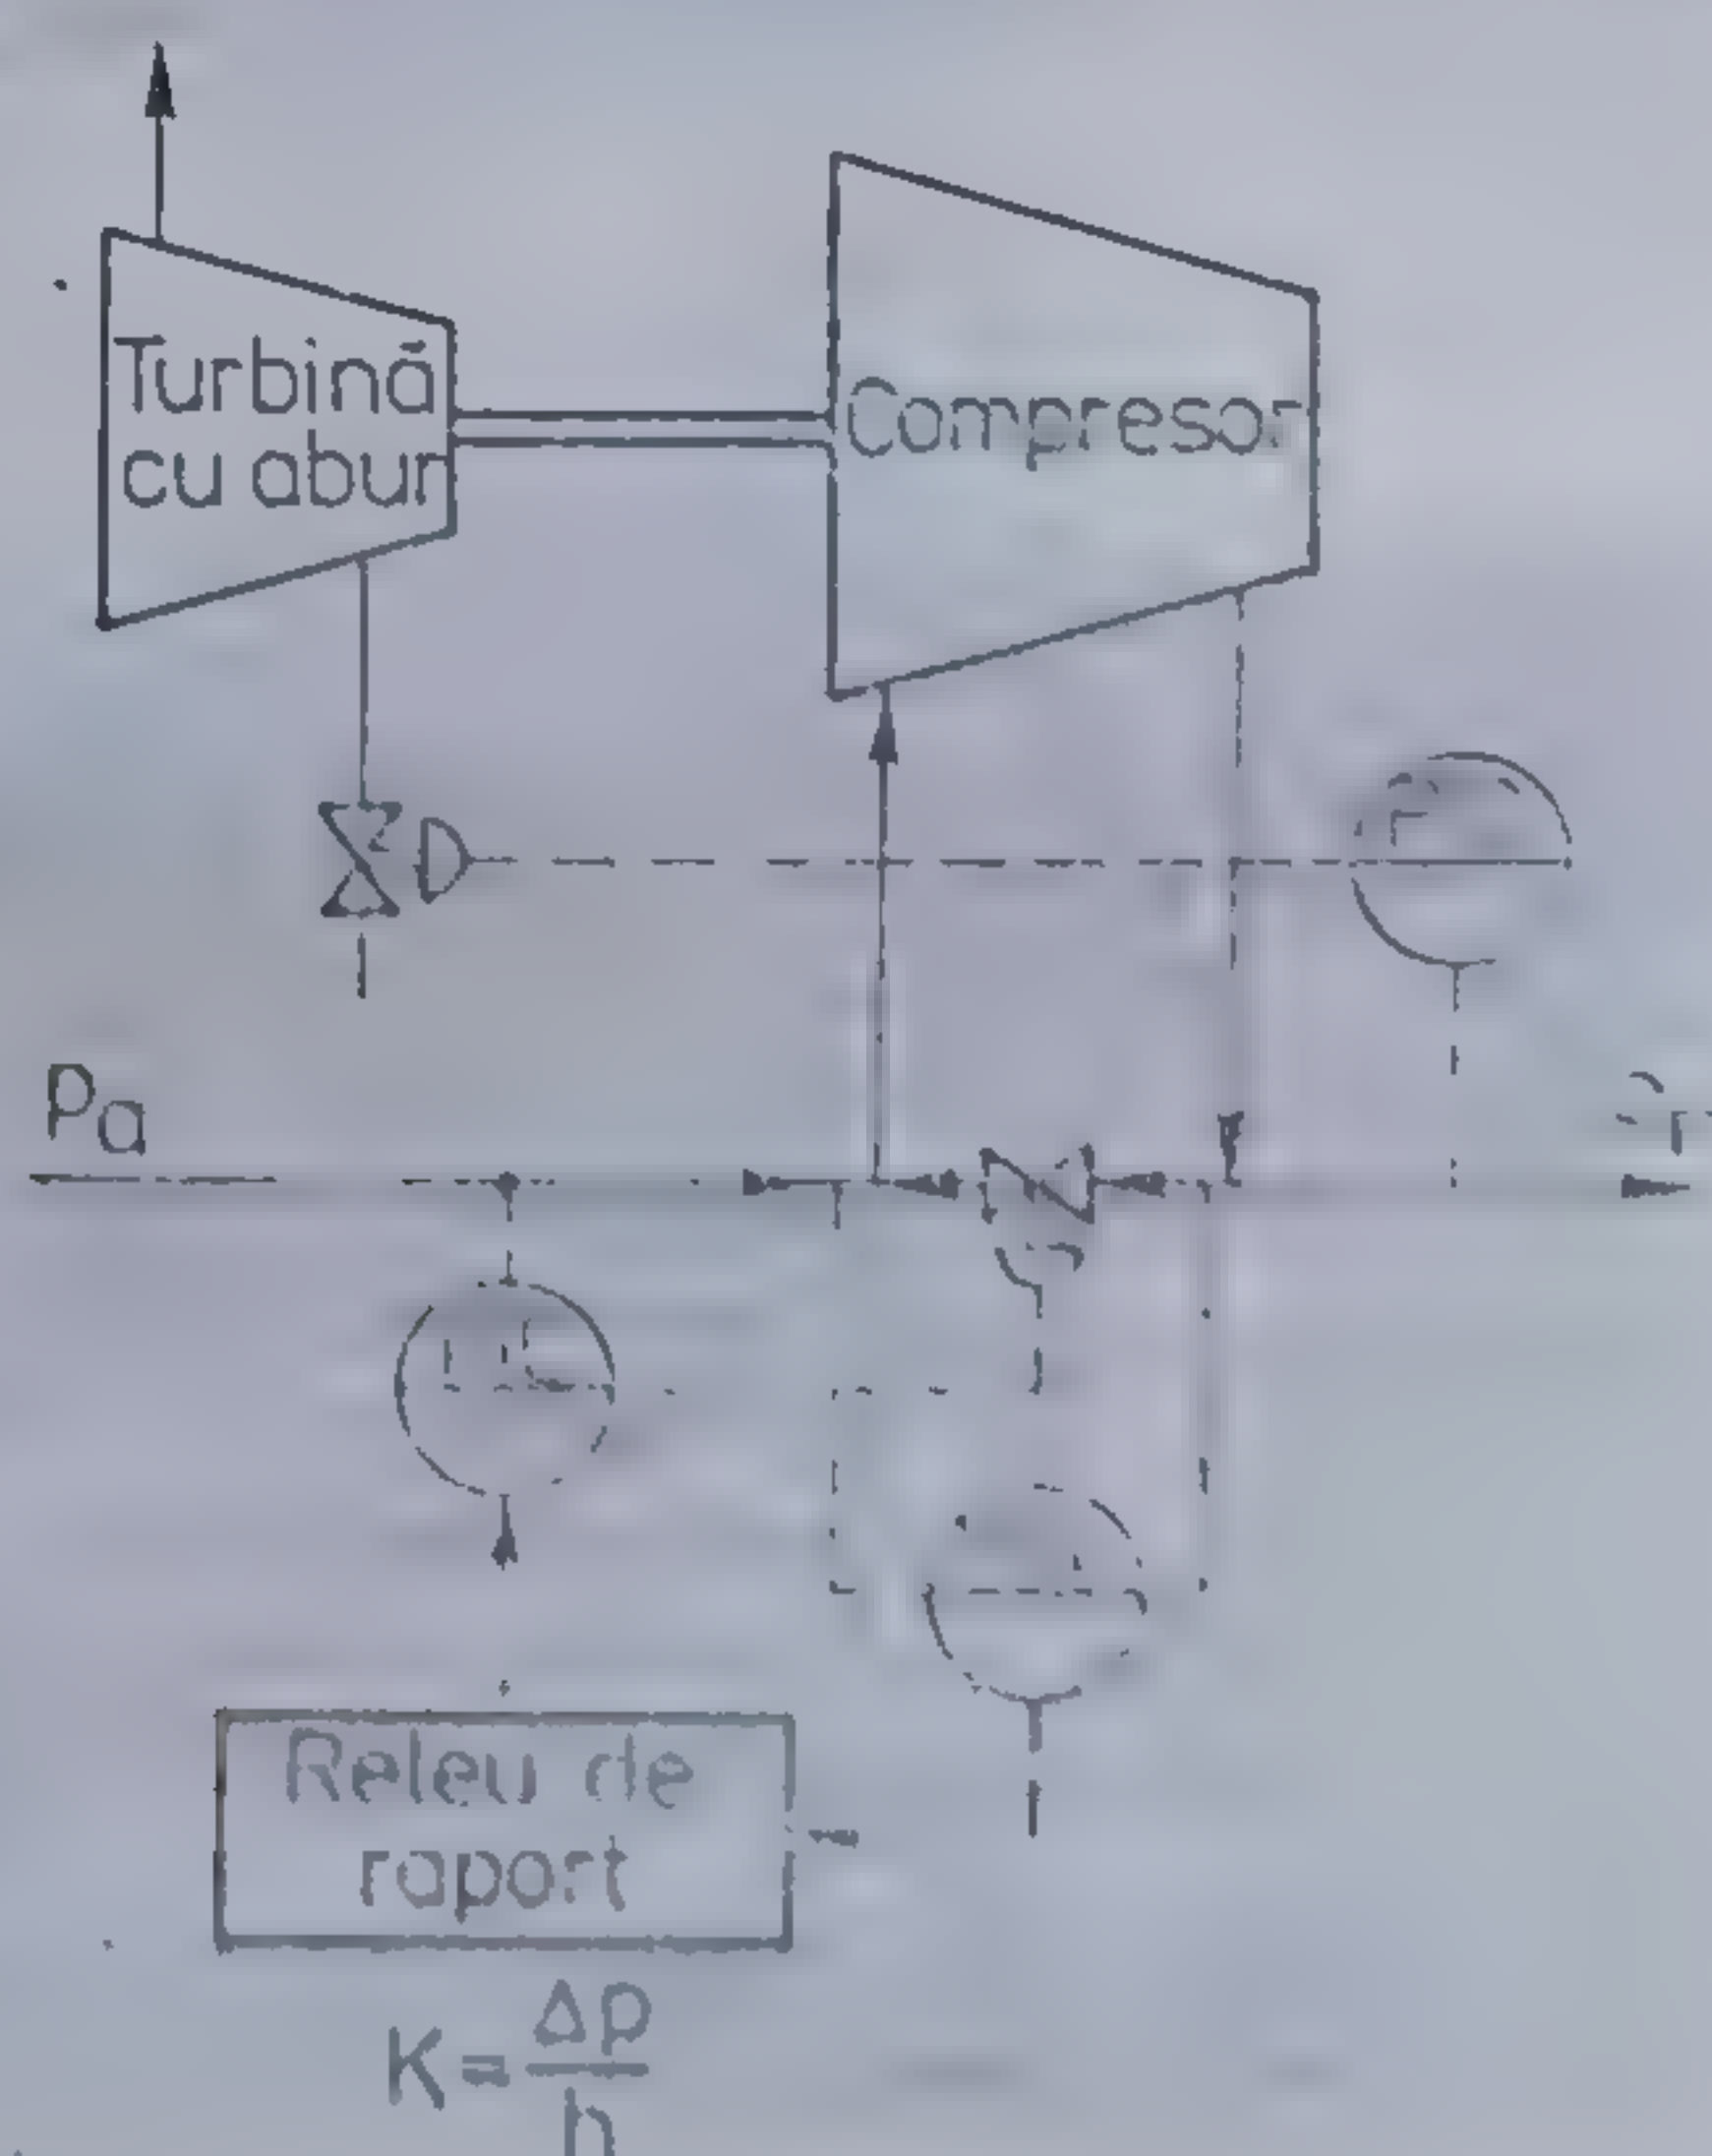 Turbină
cu abur
Compresor
Pa
Releu de
raport
K = Δp
h